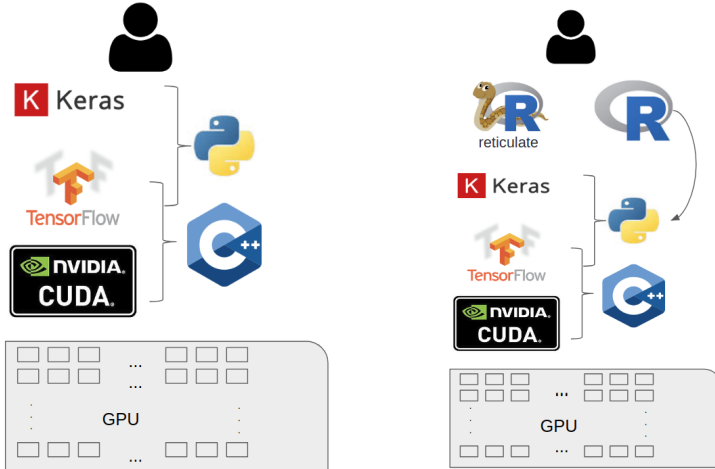 K Keras
TensorFlow
C++
NVIDIA.
CUDA.
...
...
GPU
...
R
reticulate
R
K Keras
TensorFlow
C++
NVIDIA.
CUDA.
...
GPU
...